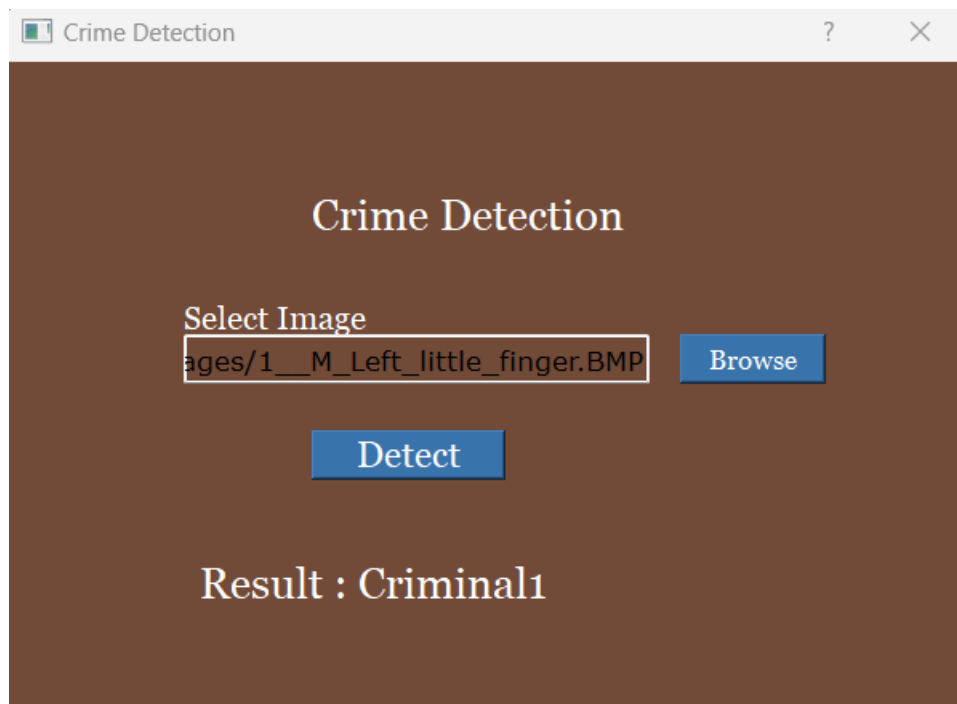 Crime Detection
?
Crime Detection
Select Image
ages/1__M_Left_little_finger.BMP
Browse
Detect
Result : Criminal1